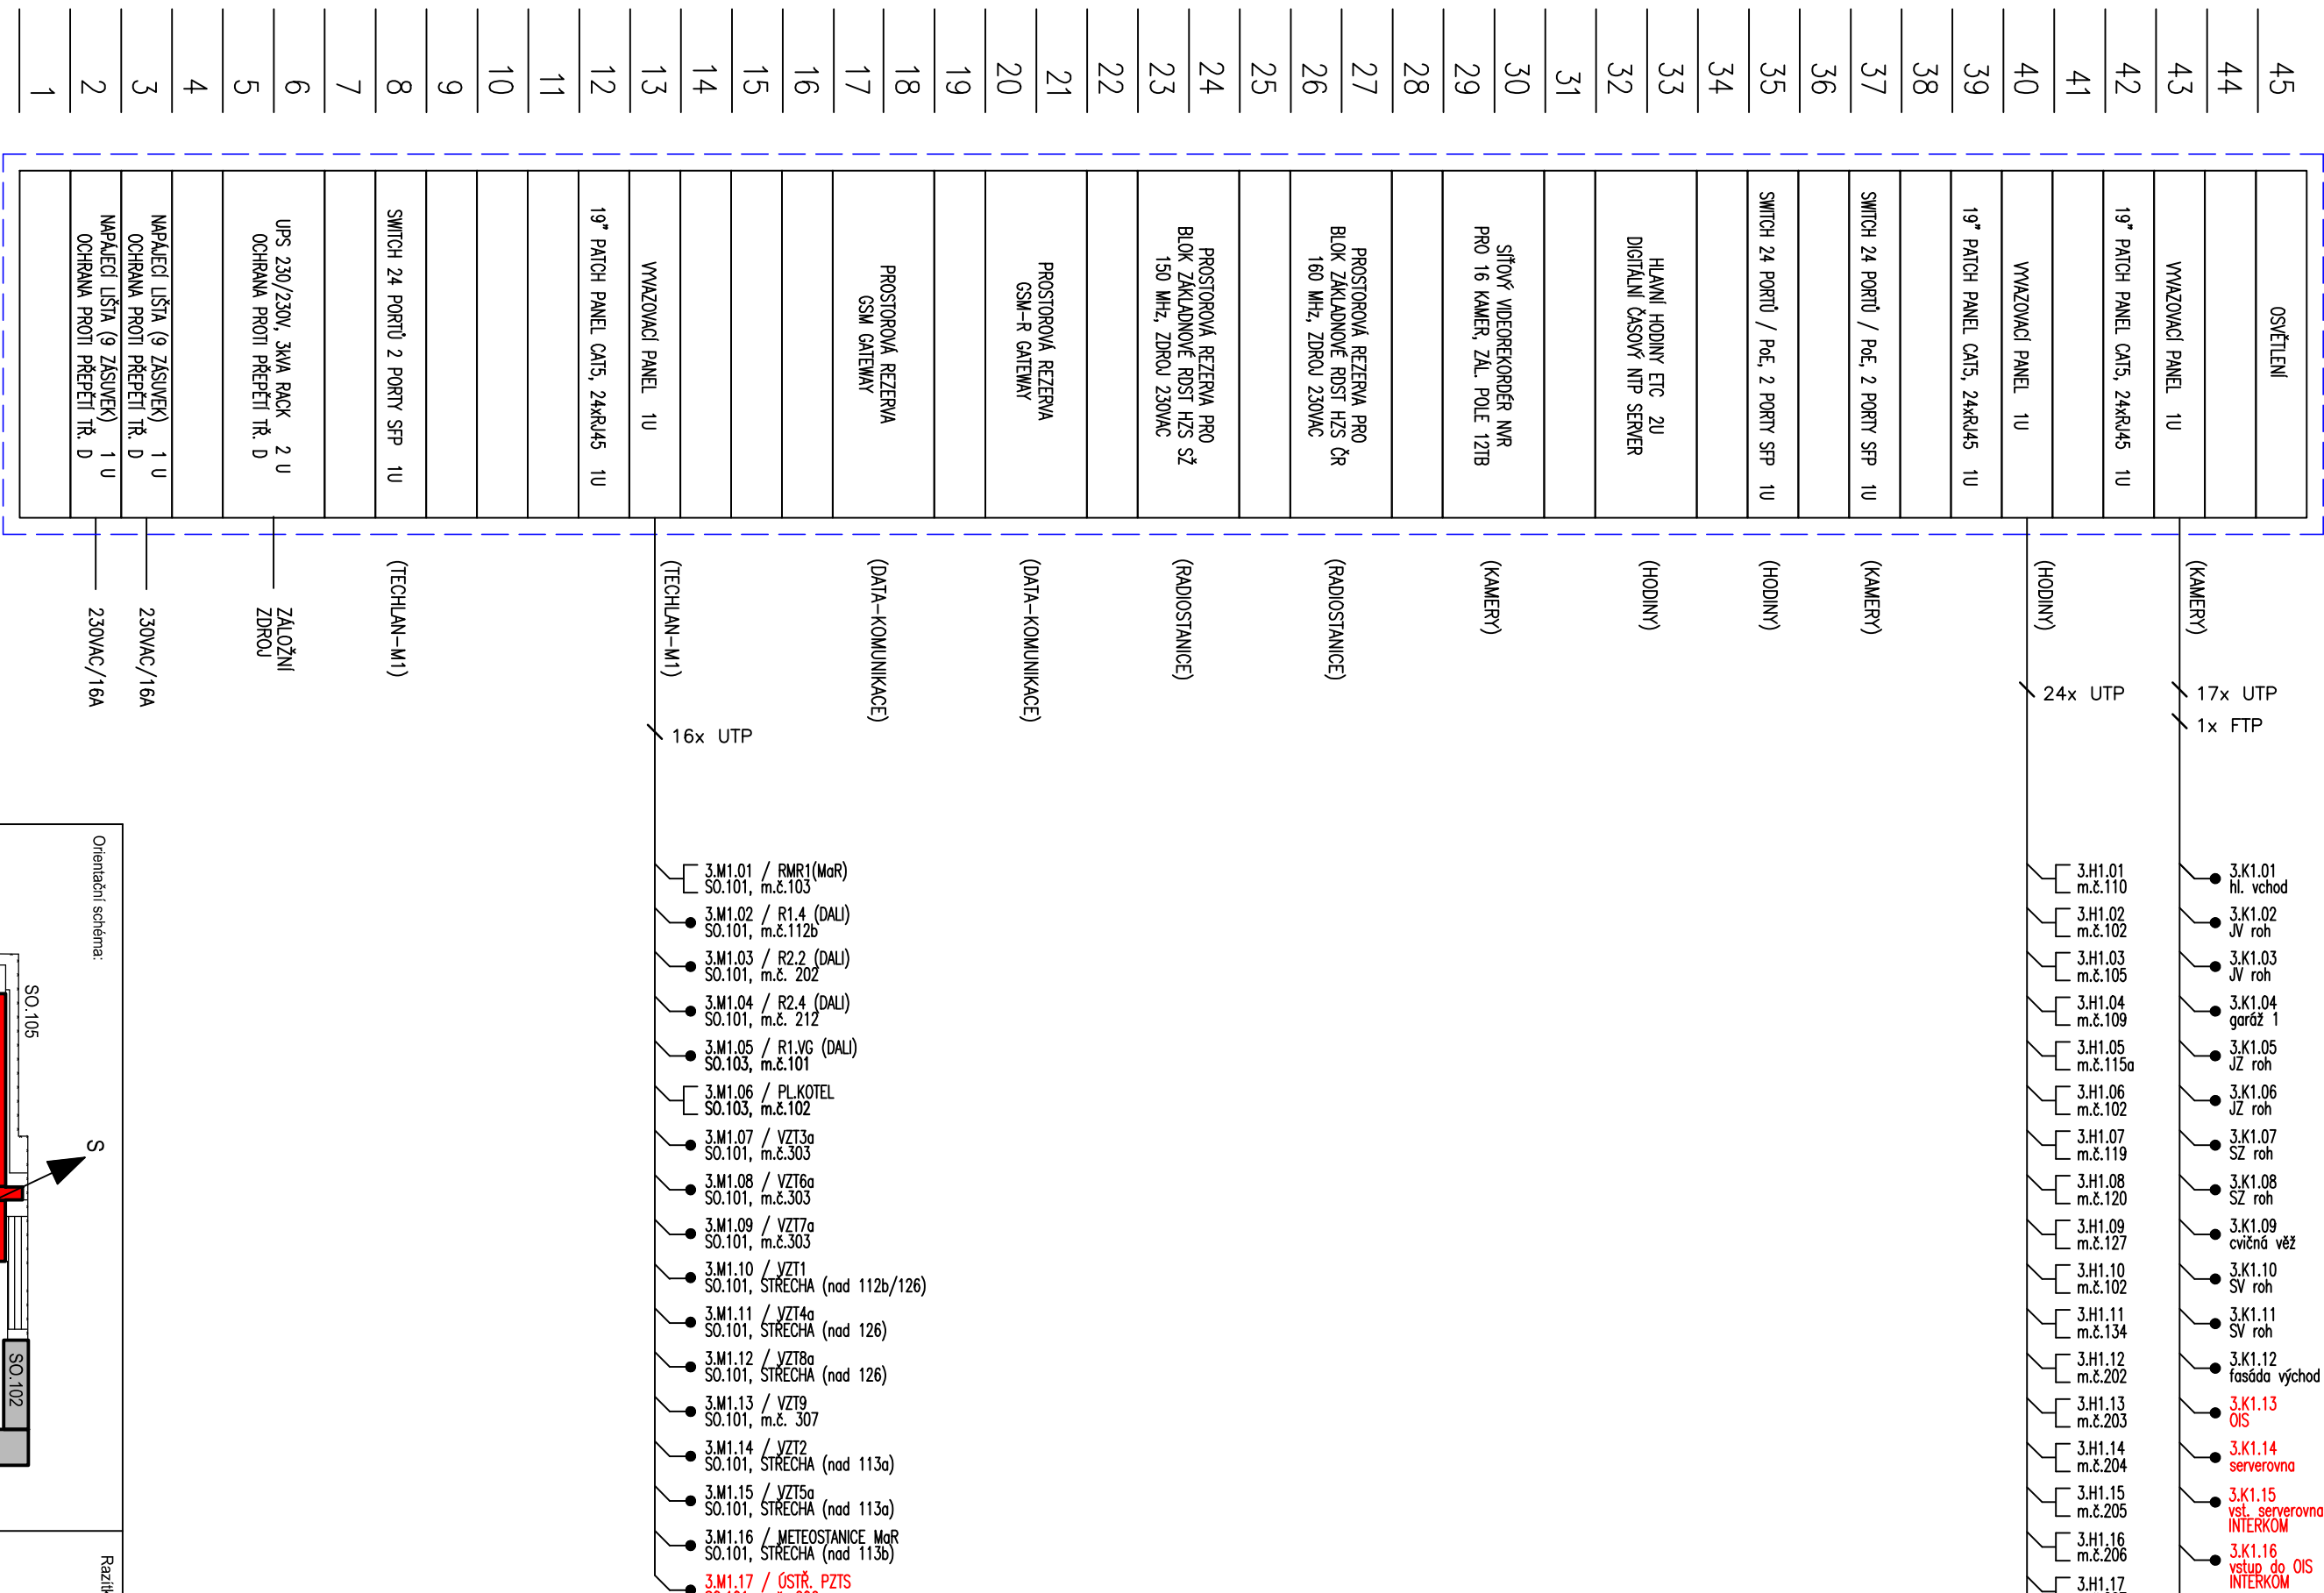 45
44
43
42
41
40
39
38
37
36
35
34
33
32
31
30
29
28
27
26
25
24
23
22
21
20
19
18
17
16
15
14
13
12
11
10
9
8
7
6
5
4
3
2
1
OSVĚTLENÍ
VYVAZOVACÍ PANEL 1U
19" PATCH PANEL CAT5, 24xRJ45 1U
VYVAZOVACÍ PANEL 1U
19" PATCH PANEL CAT5, 24xRJ45 1U
SWITCH 24 PORTŮ / PoE, 2 PORTY SFP 1U
SWITCH 24 PORTŮ / PoE, 2 PORTY SFP 1U
HLAVNÍ HODINY ETC 2U
DIGITÁLNÍ ČASOVÝ NTP SERVER
SÍŤOVÝ VIDEOREKORDÉR NVR
PRO 16 KAMER, ZÁL. POLE 12TB
PROSTOROVÁ REZERVA PRO
BLOK ZÁKLADNOVÉ RDST HZS ČR
160 MHz, ZDROJ 230VAC
PROSTOROVÁ REZERVA PRO
BLOK ZÁKLADNOVÉ RDST HZS SŽ
150 MHz, ZDROJ 230VAC
PROSTOROVÁ REZERVA
GSM-R GATEWAY
PROSTOROVÁ REZERVA
GSM GATEWAY
VYVAZOVACÍ PANEL 1U
19" PATCH PANEL CAT5, 24xRJ45 1U
SWITCH 24 PORTŮ 2 PORTY SFP 1U
UPS 230/230V, 3kVA RACK 2 U
OCHRANA PROTI PŘEPĚTÍ TŘ. D
NAPÁJECÍ LIŠTA (9 ZÁSUVEK) 1 U
OCHRANA PROTI PŘEPĚTÍ TŘ. D
NAPÁJECÍ LIŠTA (9 ZÁSUVEK) 1 U
OCHRANA PROTI PŘEPĚTÍ TŘ. D
(KAMERY)
(HODINY)
(KAMERY)
(HODINY)
(HODINY)
(KAMERY)
(RADIOSTANICE)
(RADIOSTANICE)
(DATA-KOMUNIKACE)
(DATA-KOMUNIKACE)
(TECHLAN-M1)
(TECHLAN-M1)
ZÁLOŽNÍ
ZDROJ
230VAC/16A
230VAC/16A
17x UTP
1x FTP
24x UTP
16x UTP
3.M1.01 / RMR1(MaR)
SO.101, m.č.103
3.M1.02 / R1.4 (DALI)
SO.101, m.č.112b
3.M1.03 / R2.2 (DALI)
SO.101, m.č. 202
3.M1.04 / R2.4 (DALI)
SO.101, m.č. 212
3.M1.05 / R1.VG (DALI)
SO.103, m.č.101
3.M1.06 / PL.KOTEL
SO.103, m.č.102
3.M1.07 / VZT3a
SO.101, m.č.303
3.M1.08 / VZT6a
SO.101, m.č.303
3.M1.09 / VZT7a
SO.101, m.č.303
3.M1.10 / VZT1
SO.101, STŘECHA (nad 112b/126)
3.M1.11 / VZT4a
SO.101, STŘECHA (nad 126)
3.M1.12 / VZT8a
SO.101, STŘECHA (nad 126)
3.M1.13 / VZT9
SO.101, m.č. 307
3.M1.14 / VZT2
SO.101, STŘECHA (nad 113a)
3.M1.15 / VZT5a
SO.101, STŘECHA (nad 113a)
3.M1.16 / METEOSTANICE MaR
SO.101, STŘECHA (nad 113b)
3.M1.17 / ÚSTŘ. PZTS
3.H1.01
m.č.110
3.H1.02
m.č.102
3.H1.03
m.č.105
3.H1.04
m.č.109
3.H1.05
m.č.115a
3.H1.06
m.č.102
3.H1.07
m.č.119
3.H1.08
m.č.120
3.H1.09
m.č.127
3.H1.10
m.č.102
3.H1.11
m.č.134
3.H1.12
m.č.202
3.H1.13
m.č.203
3.H1.14
m.č.204
3.H1.15
m.č.205
3.H1.16
m.č.206
3.H1.17
3.K1.01
hl. vchod
3.K1.02
JV roh
3.K1.03
JV roh
3.K1.04
garáž 1
3.K1.05
JZ roh
3.K1.06
JZ roh
3.K1.07
SZ roh
3.K1.08
SZ roh
3.K1.09
cvičná věž
3.K1.10
SV roh
3.K1.11
SV roh
3.K1.12
fasáda východ
3.K1.13
OIS
3.K1.14
serverovna
3.K1.15
vst. serverovna
INTERKOM
3.K1.16
vstup do OIS
INTERKOM
Orientační schéma:
SO.105
S
SO.102